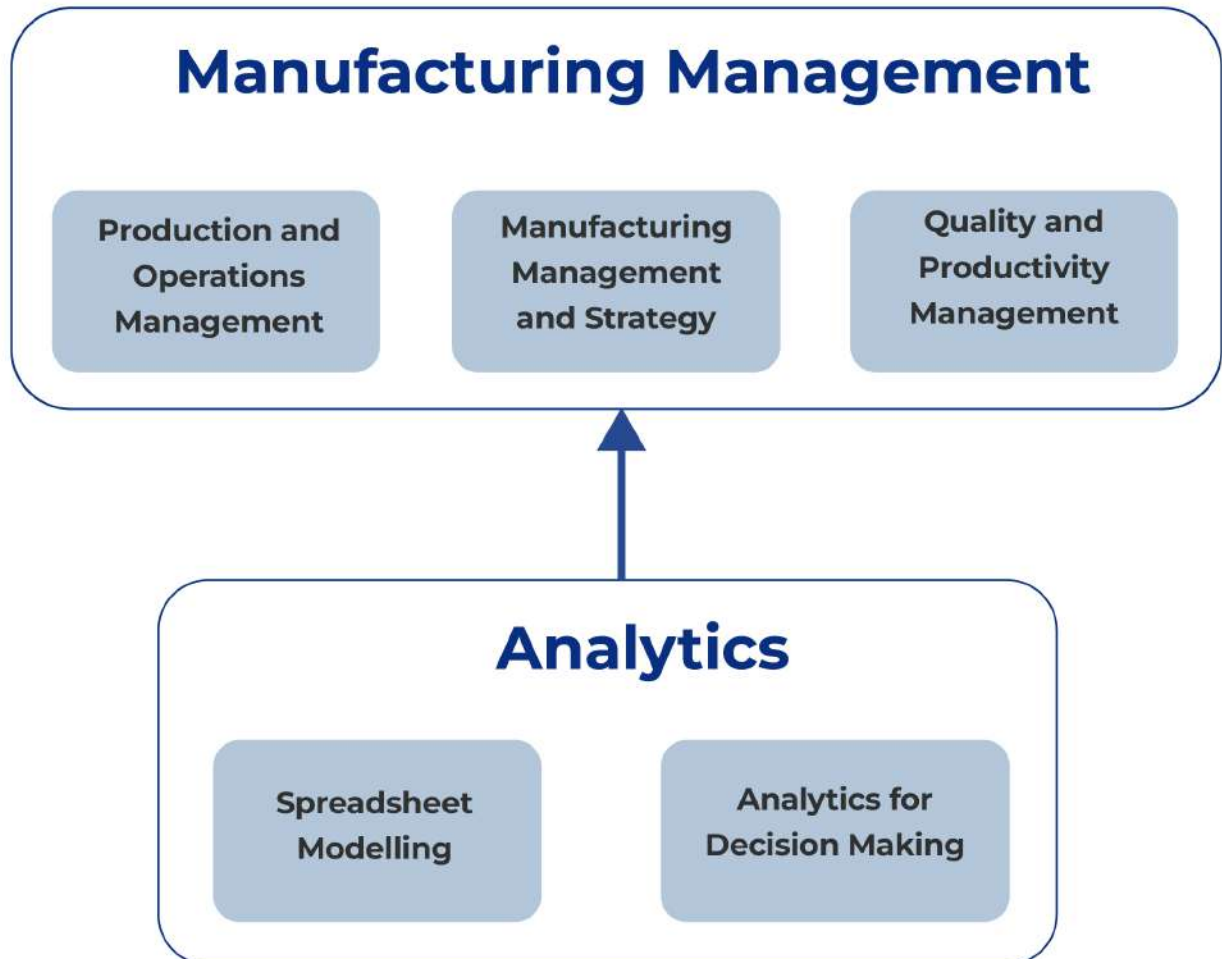 Manufacturing Management
Production and
Operations
Management
Manufacturing
Management
and Strategy
Quality and
Productivity
Management
Analytics
Spreadsheet
Modelling
Analytics for
Decision Making